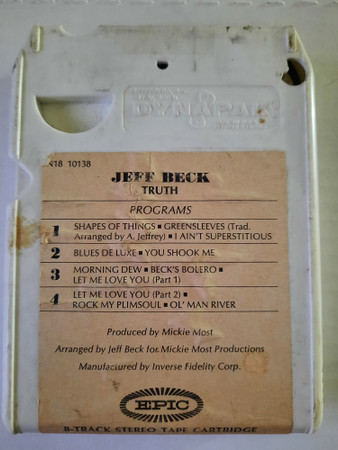 DYNAPAK
N18 10138
JEFF BECK
TRUTH
PROGRAMS
1 SHAPES OF THINGS ■ GREENSLEEVES (Trad.
Arranged by A. Jeffrey) ■ I AIN'T SUPERSTITIOUS
2 BLUES DE LUXE ■ YOU SHOOK ME
3 MORNING DEW ■ BECK'S BOLERO ■
LET ME LOVE YOU (Part 1)
4 LET ME LOVE YOU (Part 2) ■
ROCK MY PLIMSOUL ■ OL' MAN RIVER
Produced by Mickie Most
Arranged by Jeff Beck for Mickie Most Productions
Manufactured by Inverse Fidelity Corp.
EPIC
8-TRACK STEREO TAPE CARTRIDGE